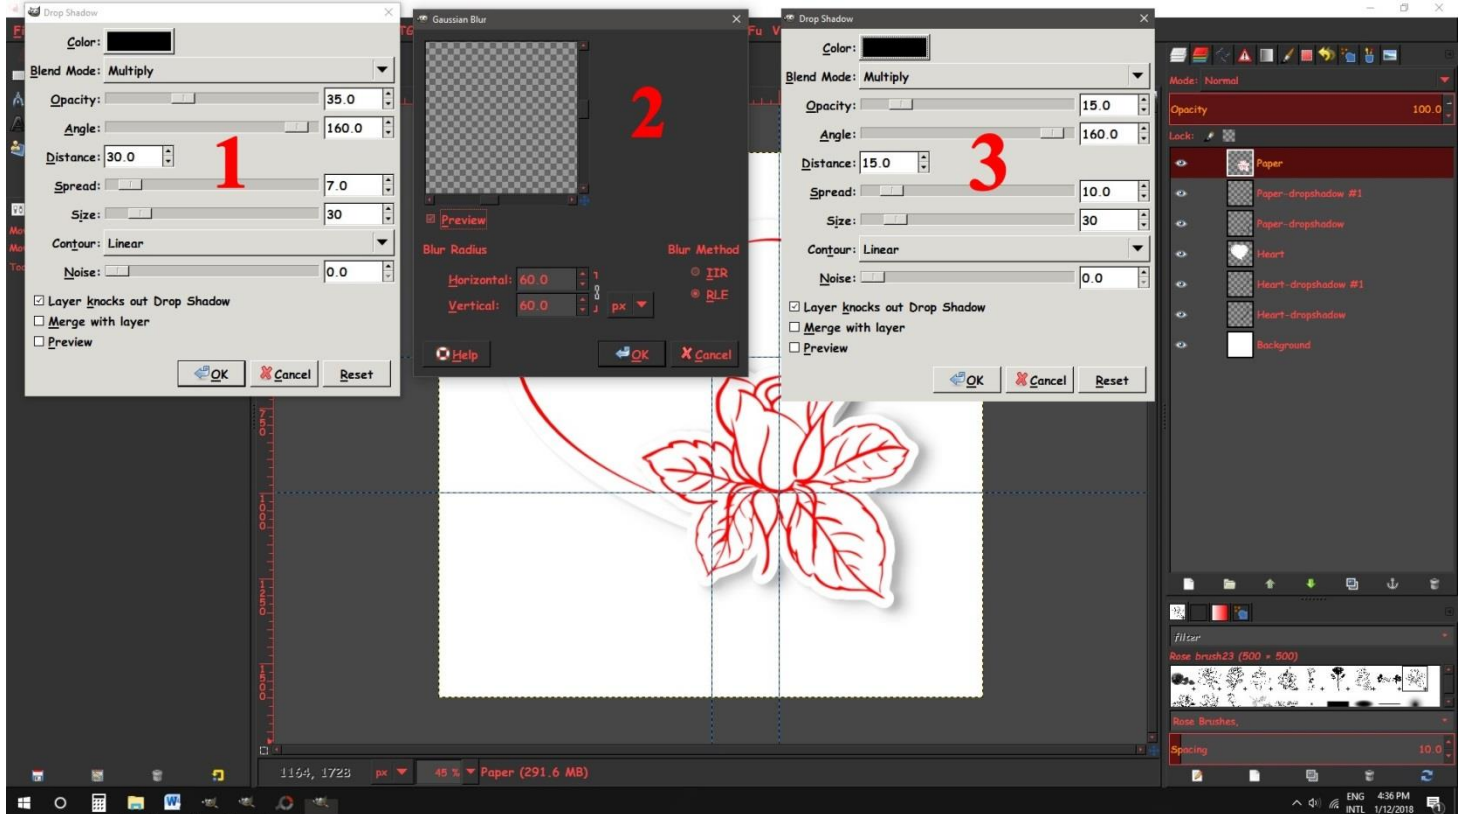 Drop Shadow
Color:
Blend Mode: Multiply
Opacity: 35.0
Angle: 160.0
Distance: 30.0
Spread: 7.0
Size: 30
Contour: Linear
Noise: 0.0
Layer knocks out Drop Shadow
Merge with layer
Preview
OK Cancel Reset
1
Gaussian Blur
2
Preview
Blur Radius
Blur Method
Horizontal: 60.0
IIR
Vertical: 60.0
px
RLE
Help OK Cancel
Drop Shadow
Color:
Blend Mode: Multiply
Opacity: 15.0
Angle: 160.0
Distance: 15.0
Spread: 10.0
Size: 30
Contour: Linear
Noise: 0.0
Layer knocks out Drop Shadow
Merge with layer
Preview
OK Cancel Reset
3
Fu V
Mode: Normal
Opacity 100.0
Lock:
Paper
Paper-dropshadow #1
Paper-dropshadow
Heart
Heart-dropshadow #1
Heart-dropshadow
Background
filter
Rose brush23 (500 × 500)
Rose Brushes,
Spacing 10.0
750
1000
1250
1500
1164, 1728 px 45 % Paper (291.6 MB)
ENG 4:36 PM
INTL 1/12/2018